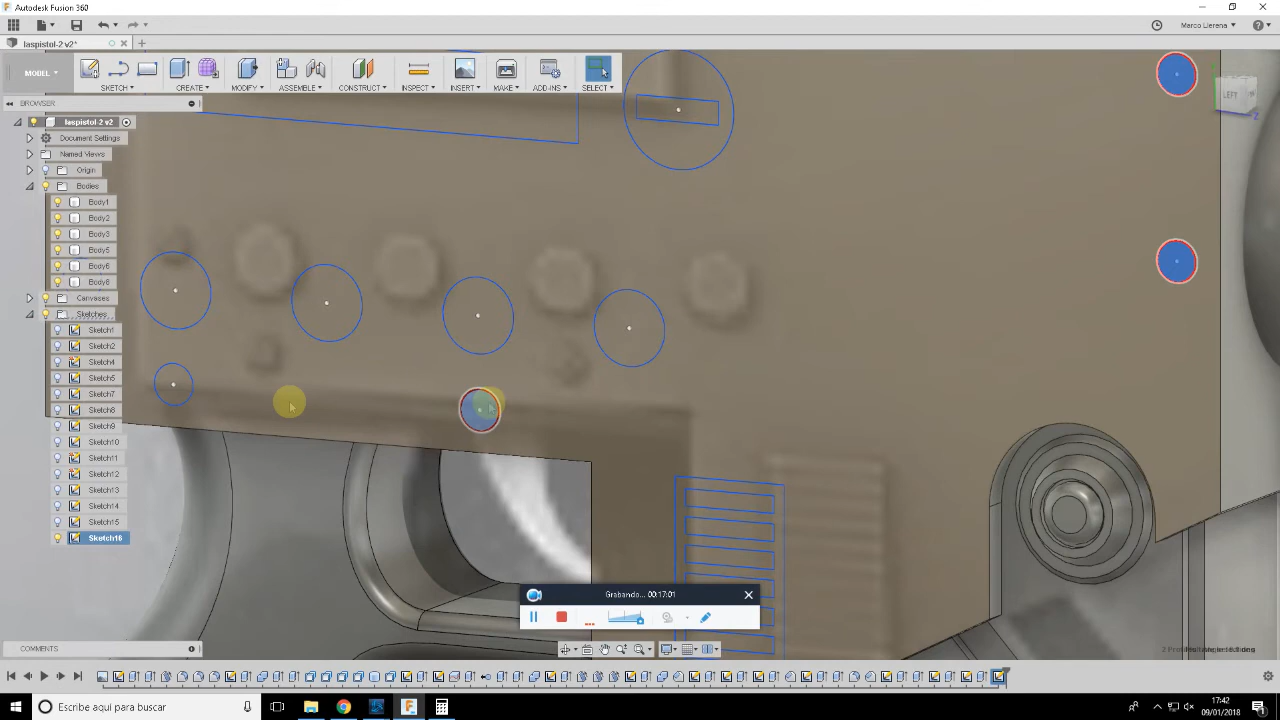 Autodesk Fusion 360
Marco Llerena
laspistol-2 v2*
MODEL
SKETCH
CREATE
MODIFY
ASSEMBLE
CONSTRUCT
INSPECT
INSERT
MAKE
ADD-INS
SELECT
LEFT
Z
BROWSER
laspistol-2 v2
Document Settings
Named Views
Origin
Bodies
Body1
Body2
Body3
Body5
Body6
Body8
Canvases
Sketches
Sketch1
Sketch2
Sketch4
Sketch5
Sketch7
Sketch8
Sketch9
Sketch10
Sketch11
Sketch12
Sketch13
Sketch14
Sketch15
Sketch16
Grabando... 00:17:01
COMMENTS
Escribe aquí para buscar
17:42
09/01/2018